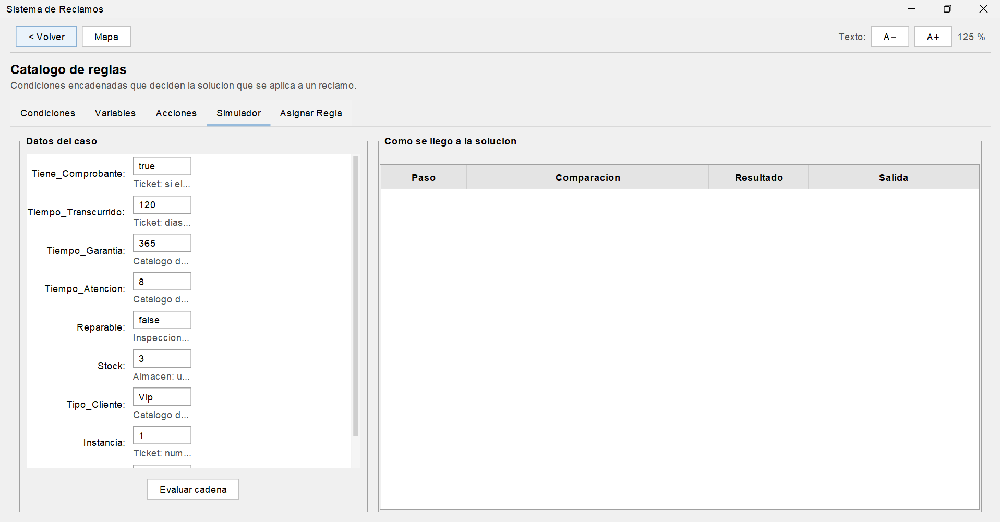 Sistema de Reclamos
< Volver
Mapa
Texto:
A−
A+
125 %
Catalogo de reglas
Condiciones encadenadas que deciden la solucion que se aplica a un reclamo.
Condiciones
Variables
Acciones
Simulador
Asignar Regla
Datos del caso
Tiene_Comprobante:
true
Ticket: si el...
Tiempo_Transcurrido:
120
Ticket: dias...
Tiempo_Garantia:
365
Catalogo d...
Tiempo_Atencion:
8
Catalogo d...
Reparable:
false
Inspeccion...
Stock:
3
Almacen: u...
Tipo_Cliente:
Vip
Catalogo d...
Instancia:
1
Ticket: num...
Evaluar cadena
Como se llego a la solucion
Paso
Comparacion
Resultado
Salida